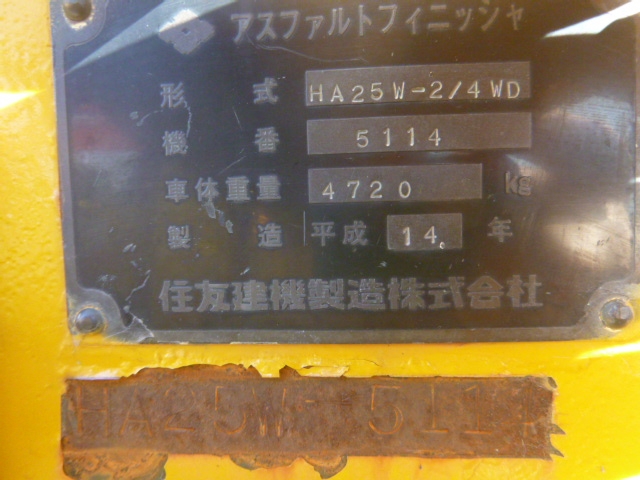 アスファルトフィニッシャ
形 式 HA25W-2/4WD
機 番 5114
車体重量 4720 kg
製 造 平成 14 年
住友建機製造株式会社
HA25W 5114